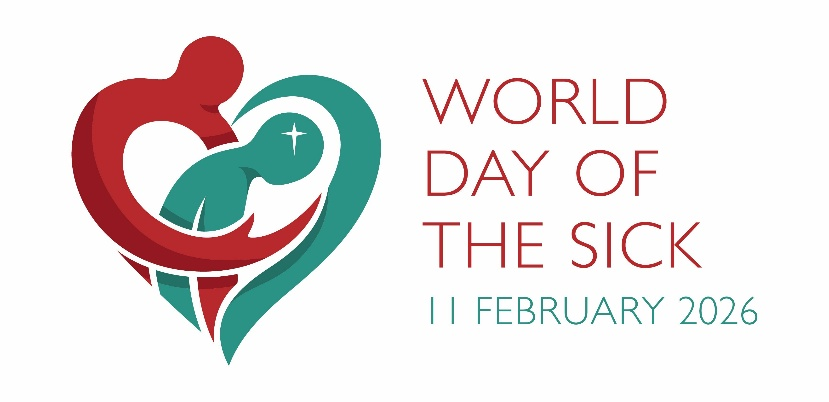 WORLD
DAY OF
THE SICK
11 FEBRUARY 2026